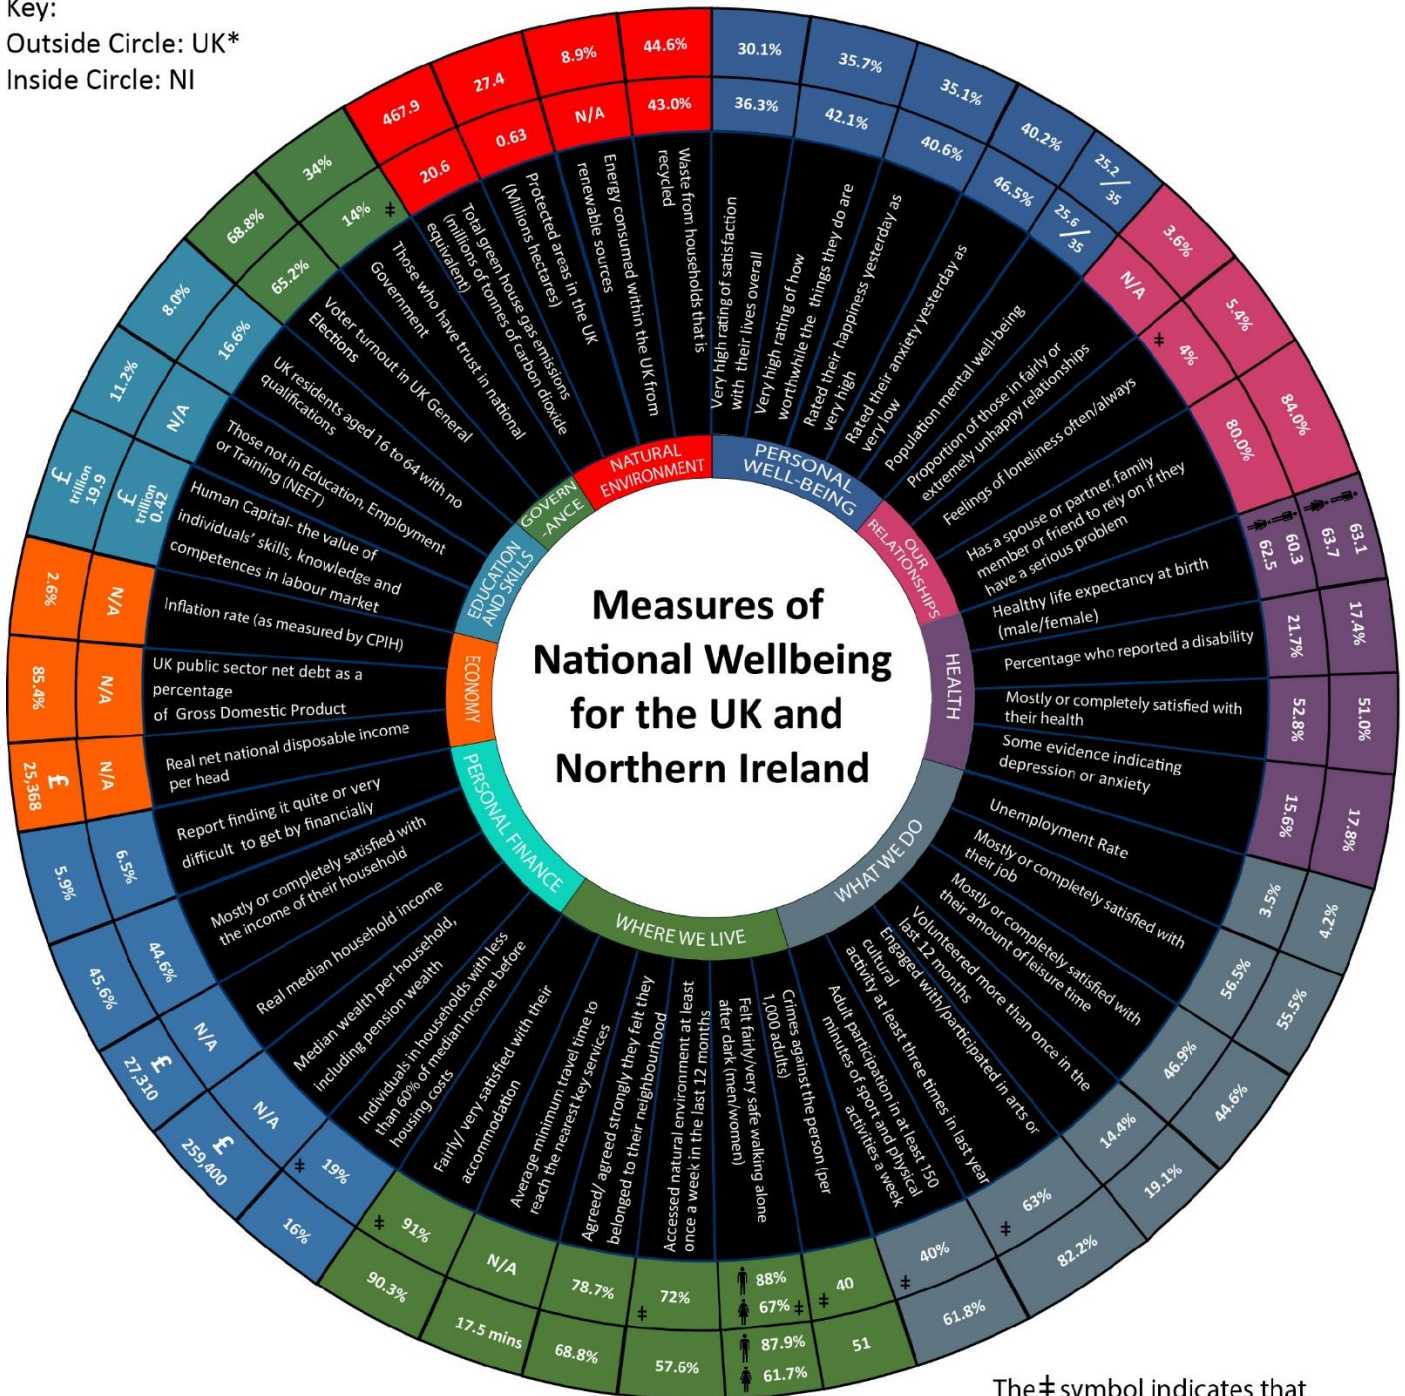 Key:
Outside Circle: UK*
Inside Circle: NI
Measures of
National Wellbeing
for the UK and
Northern Ireland
PERSONAL
WELL-BEING
30.1%
36.3%
Very high rating of satisfaction
with their lives overall
35.7%
42.1%
Very high rating of how
worthwhile the things they do are
35.1%
40.6%
Rated their happiness yesterday as
very high
40.2%
46.5%
Rated their anxiety yesterday as
very low
25.2/35
25.6/35
Population mental well-being
OUR
RELATIONSHIPS
3.6%
N/A
Proportion of those in fairly or
extremely unhappy relationships
5.4%
4% ‡
Feelings of loneliness often/always
84.0%
80.0%
Has a spouse or partner, family
member or friend to rely on if they
have a serious problem
HEALTH
63.1
63.7
60.3
62.5
Healthy life expectancy at birth
(male/female)
17.4%
21.7%
Percentage who reported a disability
51.0%
52.8%
Mostly or completely satisfied with
their health
17.8%
15.6%
Some evidence indicating
depression or anxiety
WHAT WE DO
4.2%
3.5%
Unemployment Rate
55.5%
56.5%
Mostly or completely satisfied with
their job
44.6%
46.9%
Mostly or completely satisfied with
their amount of leisure time
19.1%
14.4%
Volunteered more than once in the
last 12 months
82.2%
63%
‡
Engaged with/participated in arts or
cultural
activity at least three times in last year
61.8%
40%
‡
Adult participation in at least 150
minutes of sport and physical
activities a week
WHERE WE LIVE
51
‡ 40
Crimes against the person (per
1,000 adults)
87.9%
61.7%
88%
67% ‡
Felt fairly/very safe walking alone
after dark (men/women)
57.6%
72%
‡
Accessed natural environment at least
once a week in the last 12 months
68.8%
78.7%
Agreed/ agreed strongly they felt they
belonged to their neighbourhood
17.5 mins
N/A
Average minimum travel time to
reach the nearest key services
90.3%
‡ 91%
Fairly/ very satisfied with their
accommodation
PERSONAL FINANCE
16%
‡ 19%
Individuals in households with less
than 60% of median income before
housing costs
£
259,400
N/A
Median wealth per household,
including pension wealth
£
27,310
N/A
Real median household income
45.6%
44.6%
Mostly or completely satisfied with
the income of their household
5.9%
6.5%
Report finding it quite or very
difficult to get by financially
ECONOMY
£
25,368
N/A
Real net national disposable income
per head
85.4%
N/A
UK public sector net debt as a
percentage
of Gross Domestic Product
2.6%
N/A
Inflation rate (as measured by CPIH)
EDUCATION
AND SKILLS
£
trillion
19.9
£
trillion
0.42
Human Capital- the value of
individuals' skills, knowledge and
competences in labour market
11.2%
N/A
Those not in Education, Employment
or Training (NEET)
8.0%
16.6%
UK residents aged 16 to 64 with no
qualifications
GOVERN
-ANCE
68.8%
65.2%
Voter turnout in UK General
Elections
34%
14% ‡
Those who have trust in national
Government
NATURAL
ENVIRONMENT
467.9
20.6
Total green house gas emissions
(millions of tonnes of carbon dioxide
equivalent)
27.4
0.63
Protected areas in the UK
(Millions hectares)
8.9%
N/A
Energy consumed within the UK from
renewable sources
44.6%
43.0%
Waste from households that is
recycled
The ‡ symbol indicates that